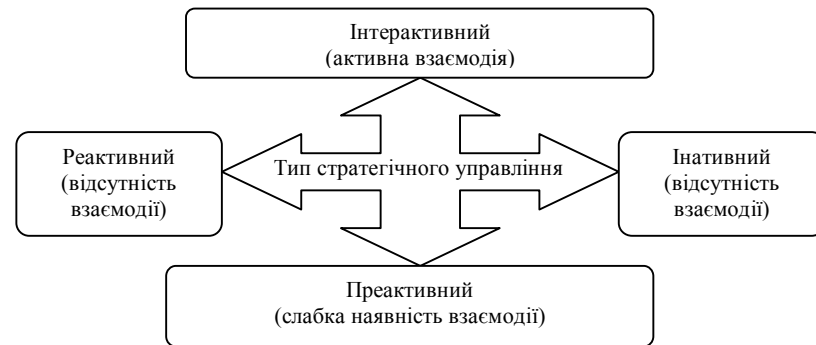 Інтерактивний
(активна взаємодія)
Реактивний
(відсутність
взаємодії)
Тип стратегічного управління
Інативний
(відсутність
взаємодії)
Преактивний
(слабка наявність взаємодії)